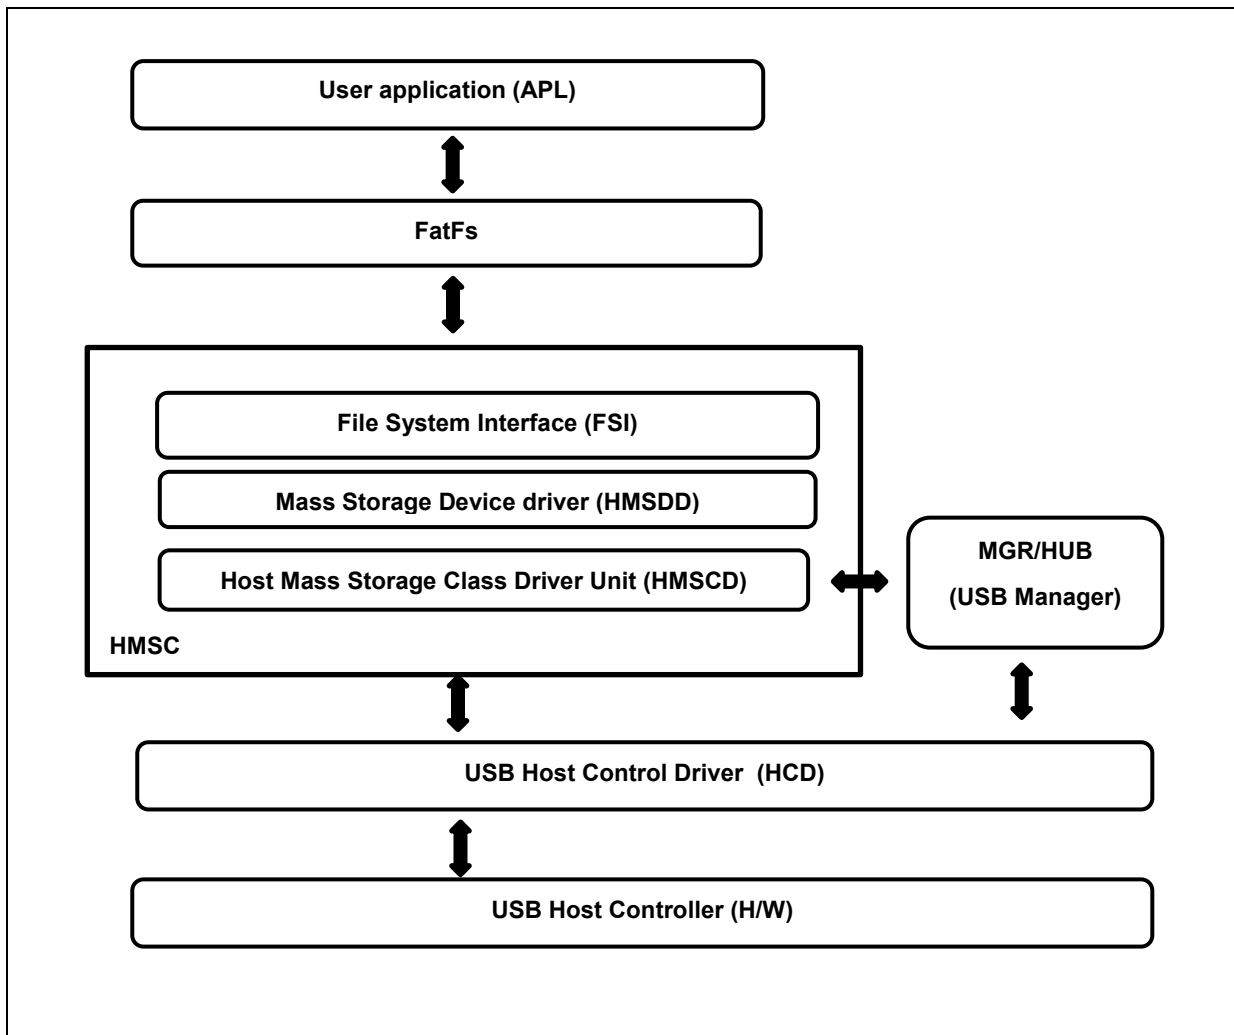 User application (APL)
FatFs
File System Interface (FSI)
Mass Storage Device driver (HMSDD)
Host Mass Storage Class Driver Unit (HMSCD)
HMSC
MGR/HUB
(USB Manager)
USB Host Control Driver (HCD)
USB Host Controller (H/W)